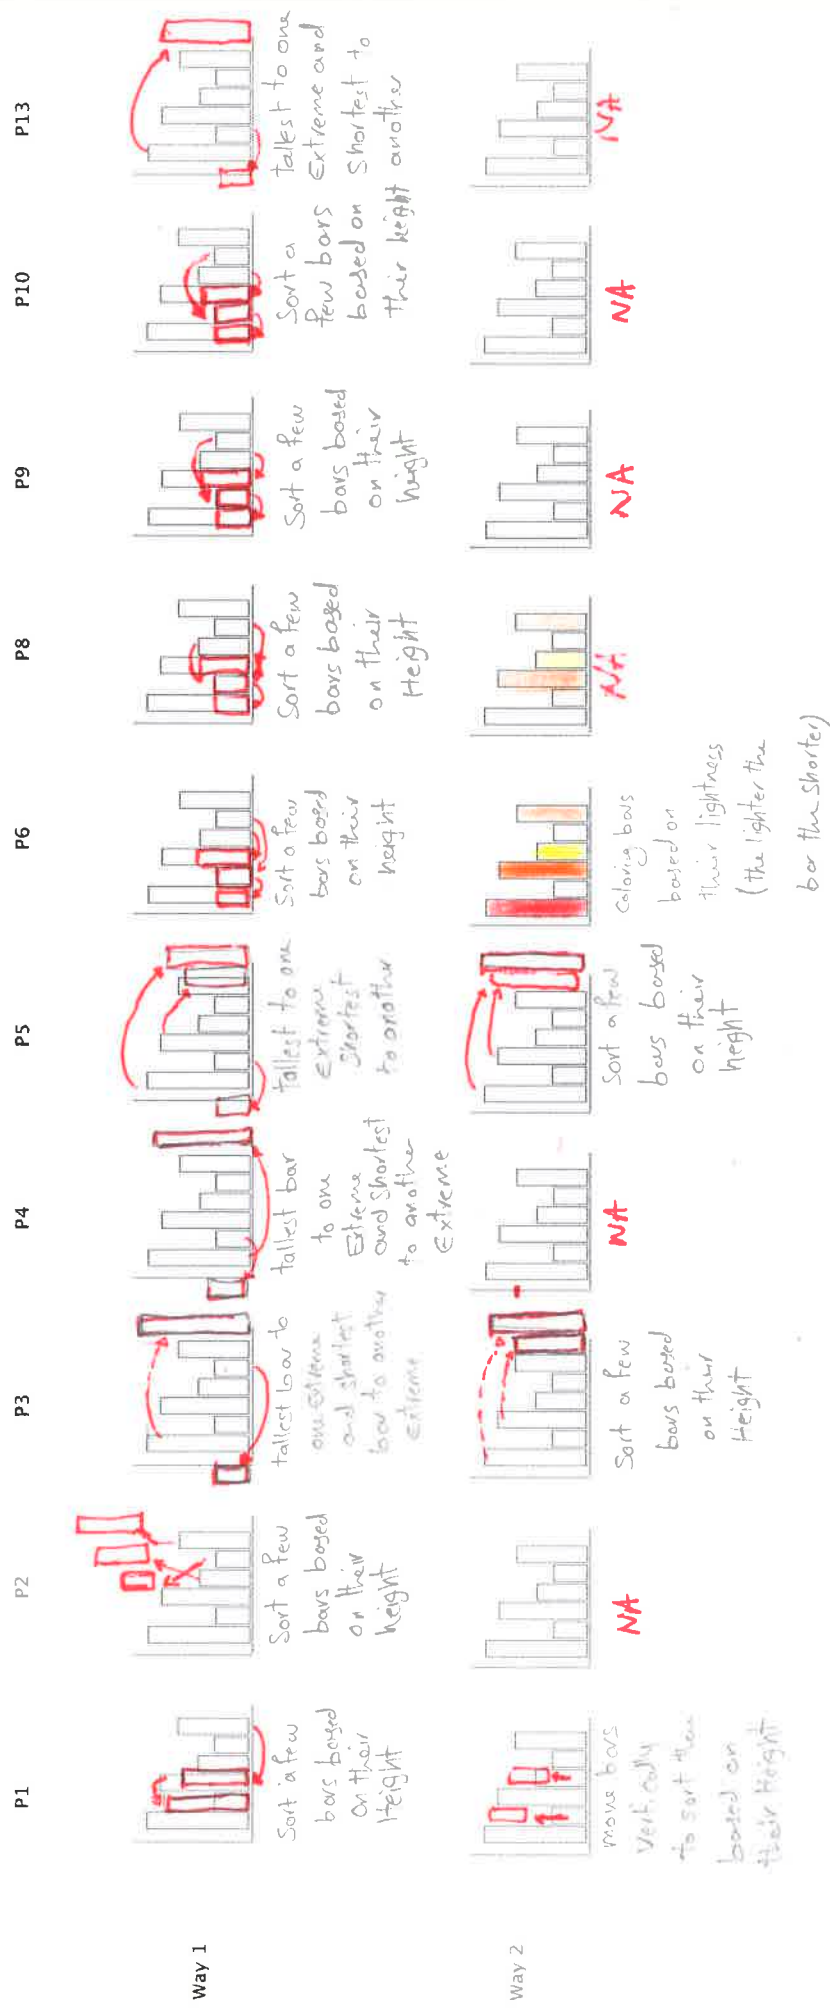 P1
P2
P3
P4
P5
P6
P8
P9
P10
P13
Way 1
Sort a few
bars based
on their
Height
Sort a few
bars based
on their
height
tallest bar to
one extreme
and shortest
bar to another
extreme
tallest bar
to one
Extreme
and shortest
to another
Extreme
tallest to one
extreme
shortest
to another
Sort a few
bars based
on their
height
Sort a few
bars based
on their
Height
Sort a few
bars based
on their
height
Sort a
few bars
based on
their height
tallest to one
Extreme and
shortest to
another
Way 2
move bars
Vertically
to sort them
based on
their height
NA
Sort a few
bars based
on their
Height
NA
Sort a few
bars based
on their
height
Coloring bars
based on
their lightness
(the lighter the
bar the shorter)
NA
NA
NA
NA